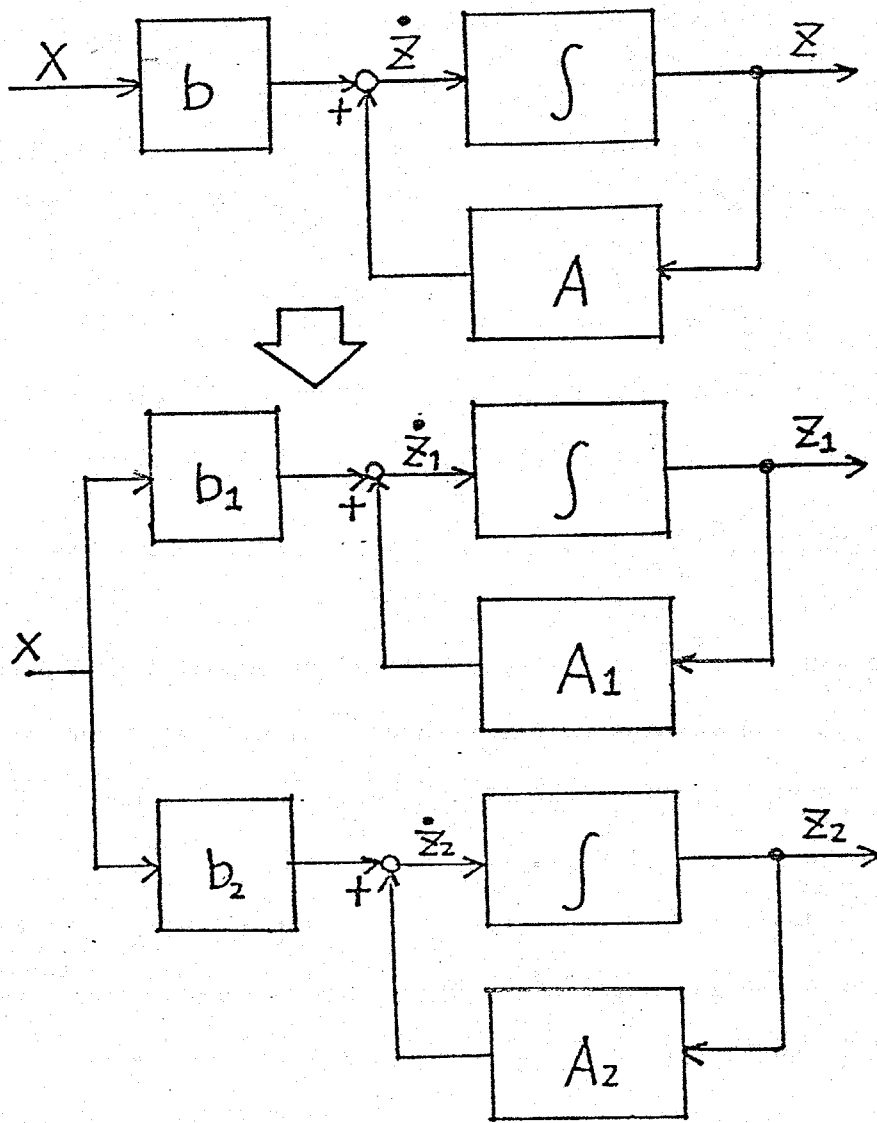 X b + ż ∫ z
A
b₁ + ż₁ ∫ z₁
X A₁
b₂ + ż₂ ∫ z₂
A₂